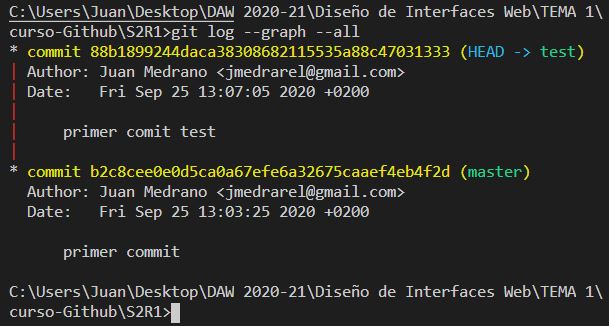 C:\Users\Juan\Desktop\DAW 2020-21\Diseño de Interfaces Web\TEMA 1\
curso-Github\S2R1>git log --graph --all
* commit 88b1899244daca38308682115535a88c47031333 (HEAD -> test)
| Author: Juan Medrano <jmedrarel@gmail.com>
| Date:   Fri Sep 25 13:07:05 2020 +0200
|
|     primer comit test
|
* commit b2c8cee0e0d5ca0a67efe6a32675caaef4eb4f2d (master)
  Author: Juan Medrano <jmedrarel@gmail.com>
  Date:   Fri Sep 25 13:03:25 2020 +0200
      primer commit
C:\Users\Juan\Desktop\DAW 2020-21\Diseño de Interfaces Web\TEMA 1\
curso-Github\S2R1>